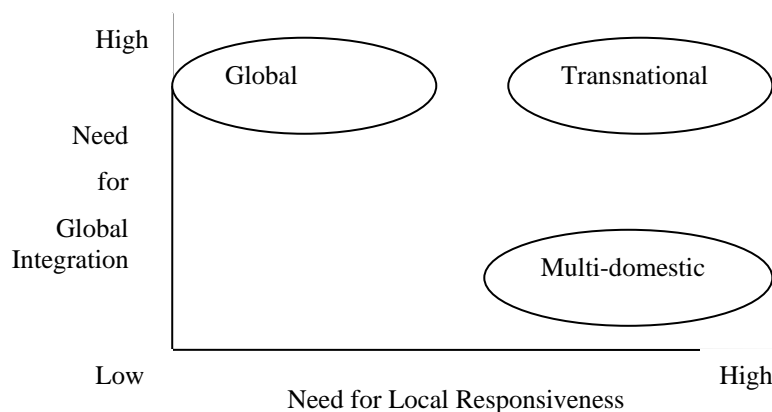 High
Global
Transnational
Need
for
Global
Integration
Multi-domestic
Low
High
Need for Local Responsiveness